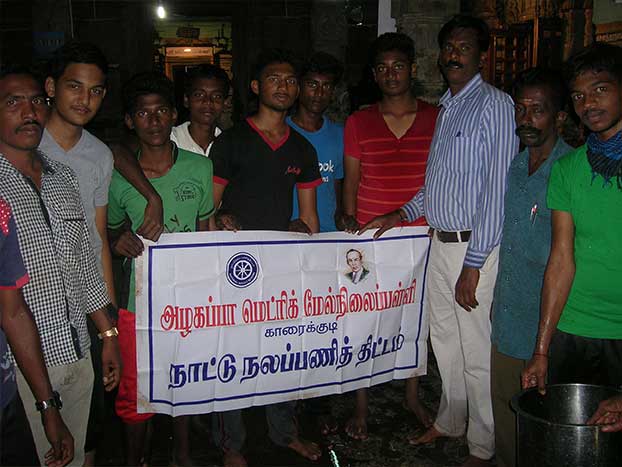 அழகப்பா மெட்ரிக் மேல்நிலைப்பள்ளி
காரைக்குடி
நாட்டு நலப்பணித் திட்டம்